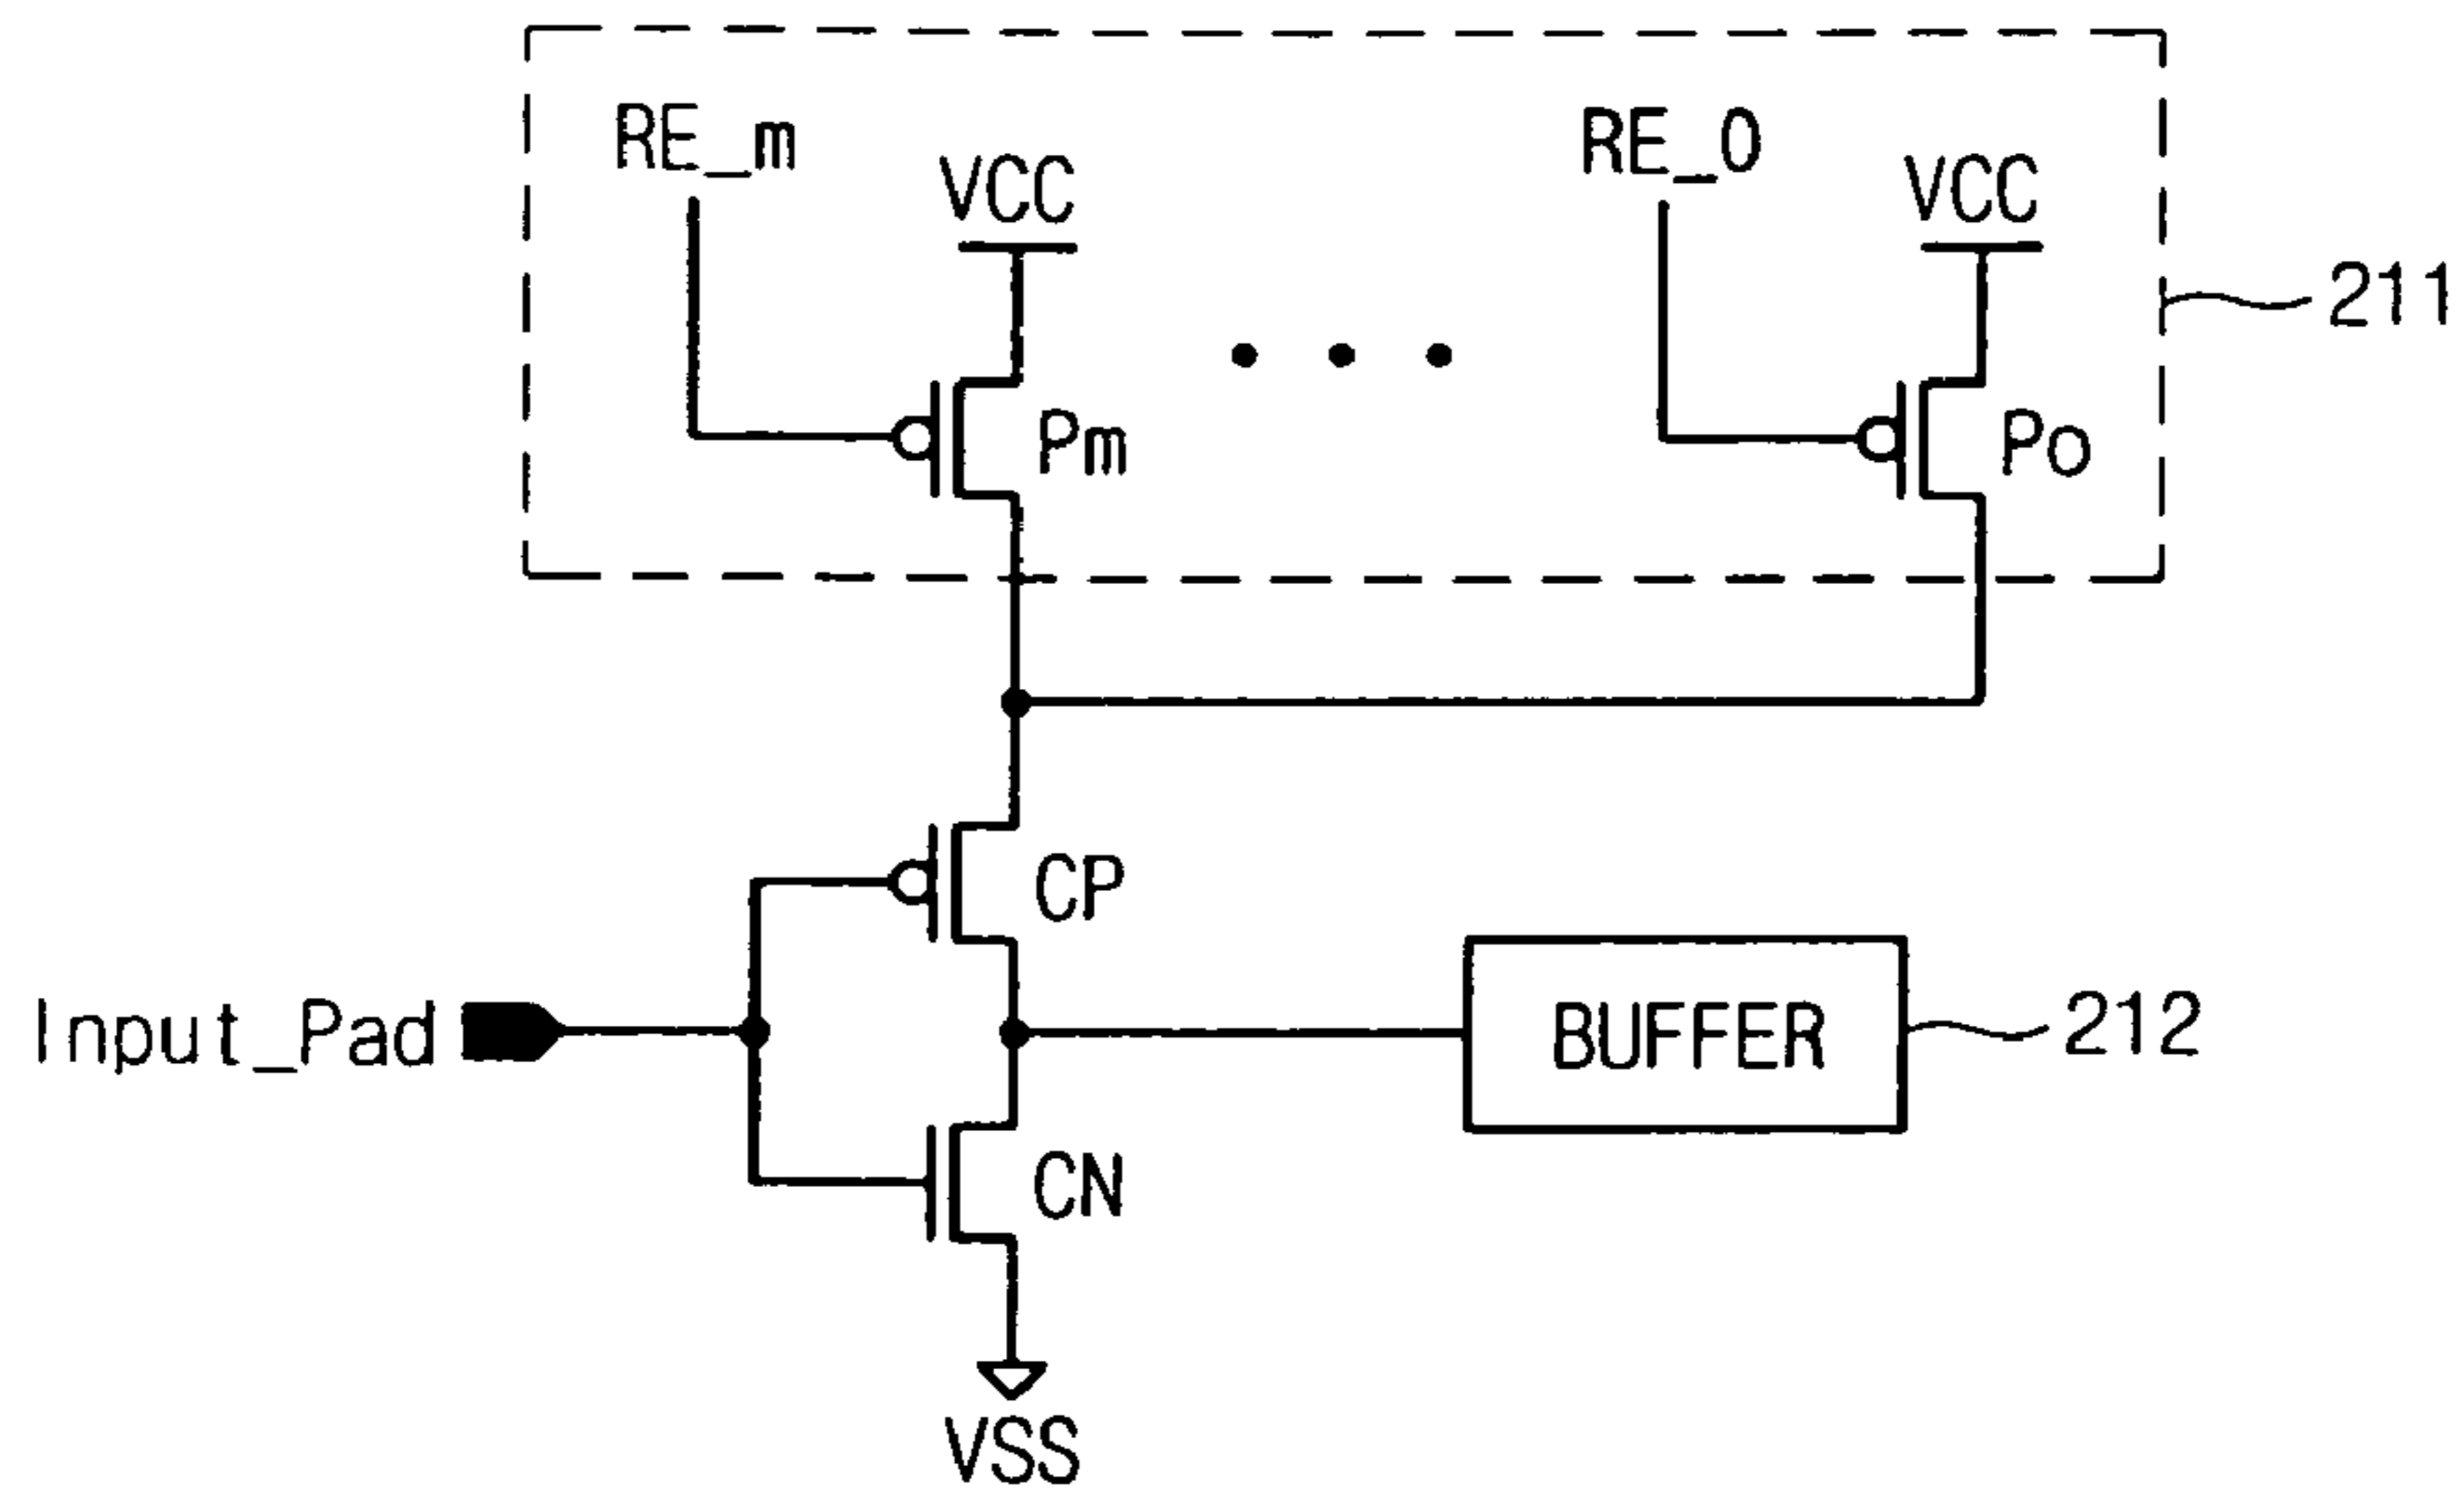 RE_m
VCC
RE_0
VCC
211
Pm
Po
CP
Input_Pad
BUFFER
212
CN
VSS